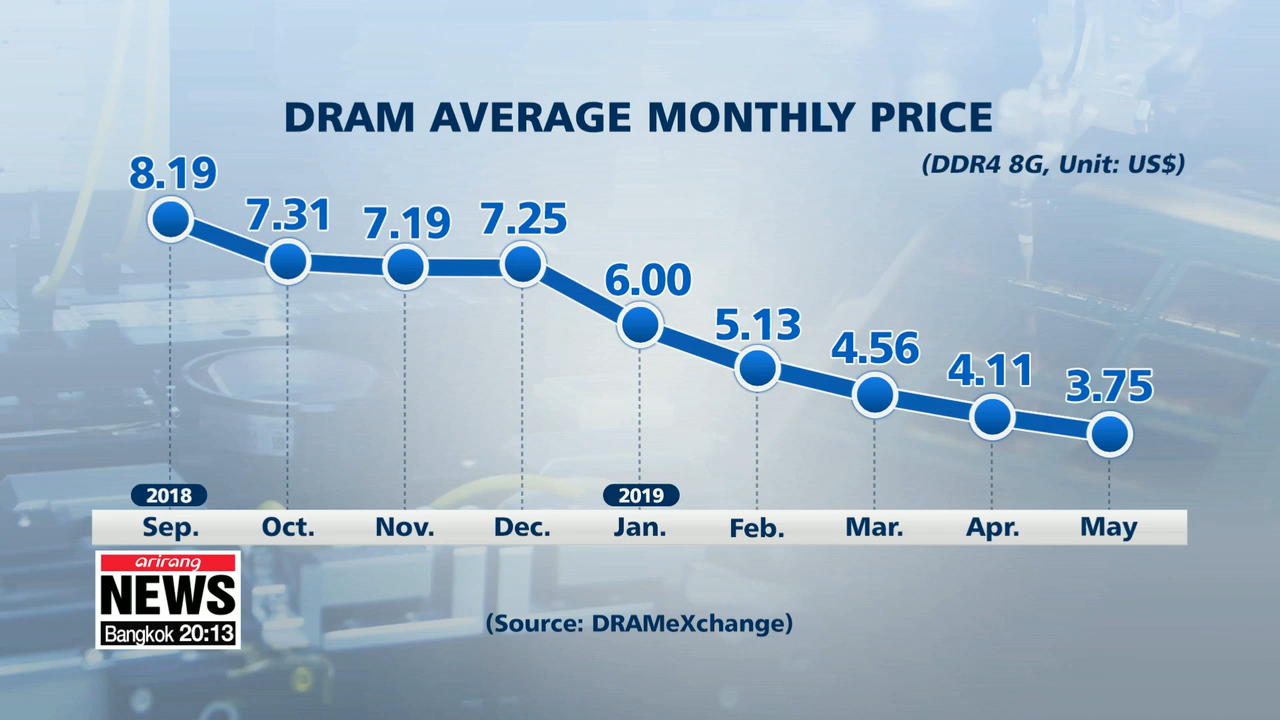 DRAM AVERAGE MONTHLY PRICE
(DDR4 8G, Unit: US$)
8.19
7.31
7.19
7.25
6.00
5.13
4.56
4.11
3.75
2018
2019
Sep.
Oct.
Nov.
Dec.
Jan.
Feb.
Mar.
Apr.
May
arirang
NEWS
Bangkok 20:13
(Source: DRAMeXchange)